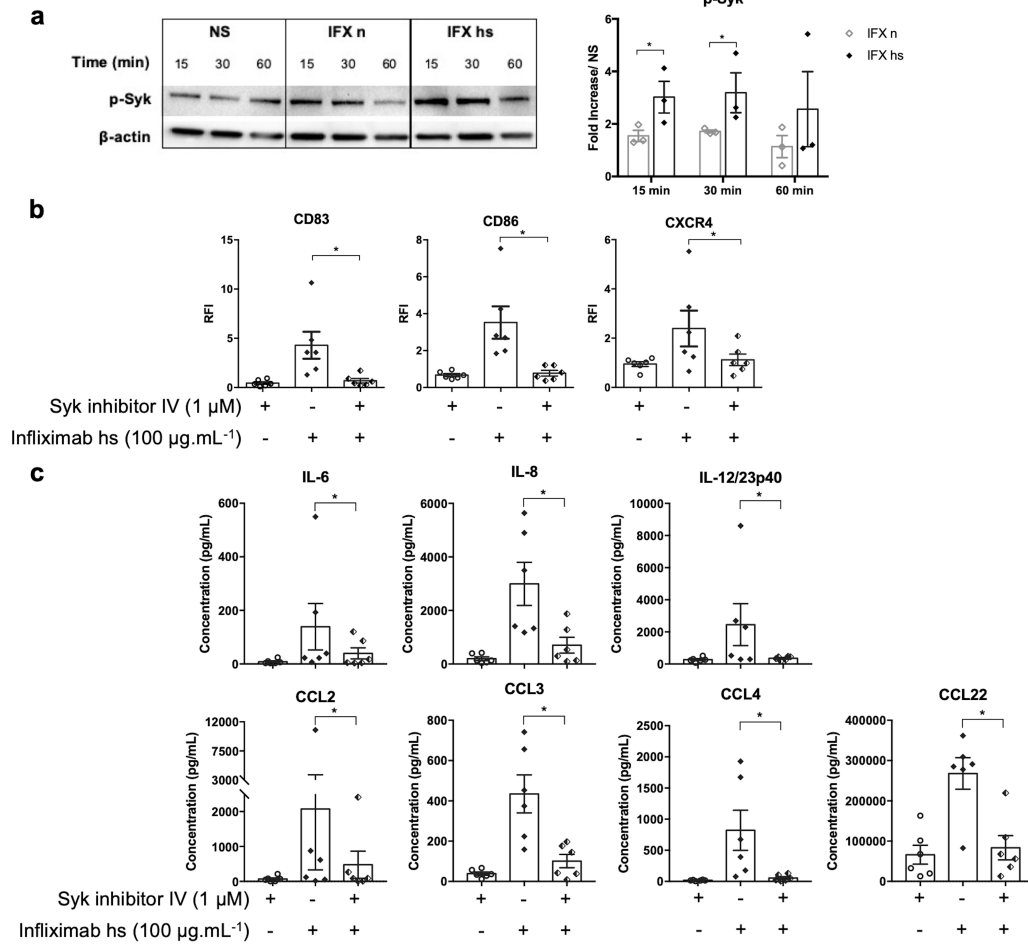 a
NS IFX n IFX hs
Time (min) 15 30 60 15 30 60 15 30 60
p-Syk
β-actin
p-Syk
Fold Increase/ NS
6
4
2
0
15 min 30 min 60 min
* *
IFX n
IFX hs
b
CD83
RFI
15
10
5
0
*
CD86
RFI
8
6
4
2
0
*
CXCR4
RFI
6
4
2
0
*
Syk inhibitor IV (1 µM) + - + + - + + - +
Infliximab hs (100 µg.mL-1) - + + - + + - + +
c
IL-6
Concentration (pg/mL)
600
400
200
0
*
IL-8
Concentration (pg/mL)
6000
4000
2000
0
*
IL-12/23p40
Concentration (pg/mL)
10000
8000
6000
4000
2000
0
*
CCL2
Concentration (pg/mL)
12000
7500
3000
2000
1000
0
*
CCL3
Concentration (pg/mL)
800
600
400
200
0
*
CCL4
Concentration (pg/mL)
2500
2000
1500
1000
500
0
*
CCL22
Concentration (pg/mL)
400000
300000
200000
100000
0
*
Syk inhibitor IV (1 µM) + - + + - + + - + + - +
Infliximab hs (100 µg.mL-1) - + + - + + - + + - + +